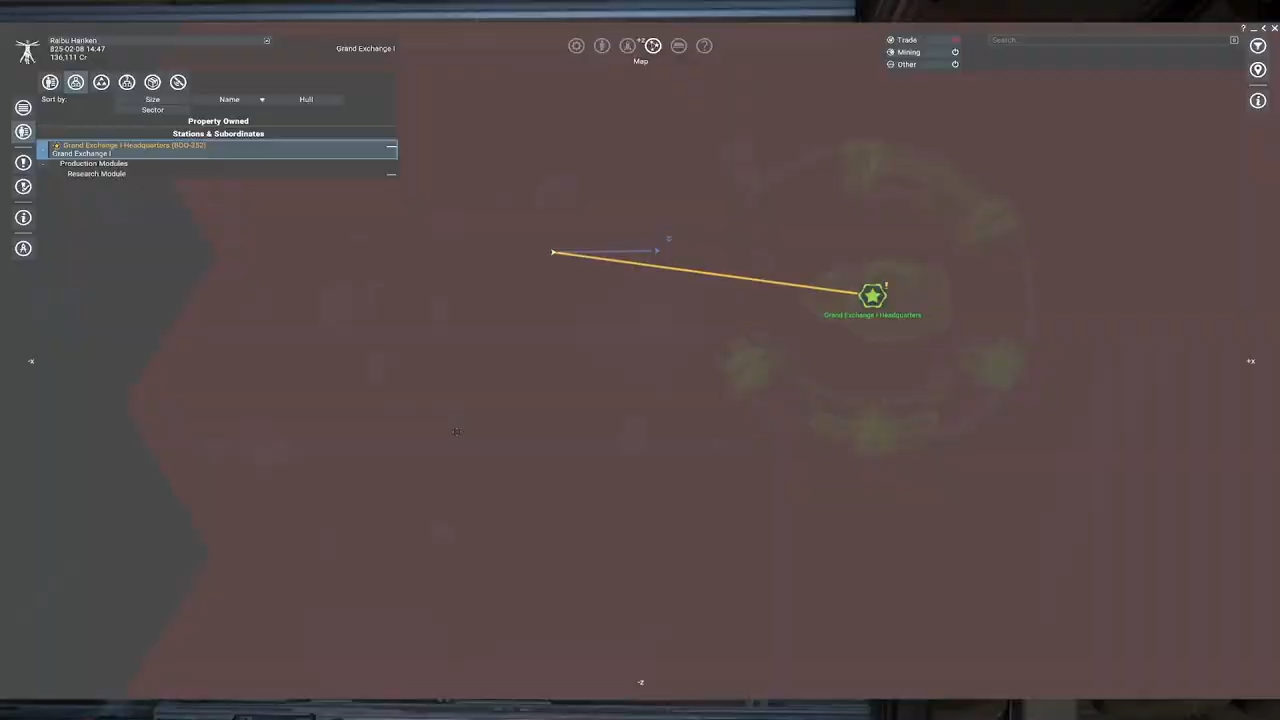 Raibu Hanken
825-02-08 14:47
136,111 Cr
Grand Exchange I
+z
Map
Trade
Mining
Other
Search...
Sort by:
Size
Name
Hull
Sector
Property Owned
Stations & Subordinates
Grand Exchange I Headquarters (BDO-352)
Grand Exchange I
Production Modules
Research Module
Grand Exchange I Headquarters
-x
+x
-z